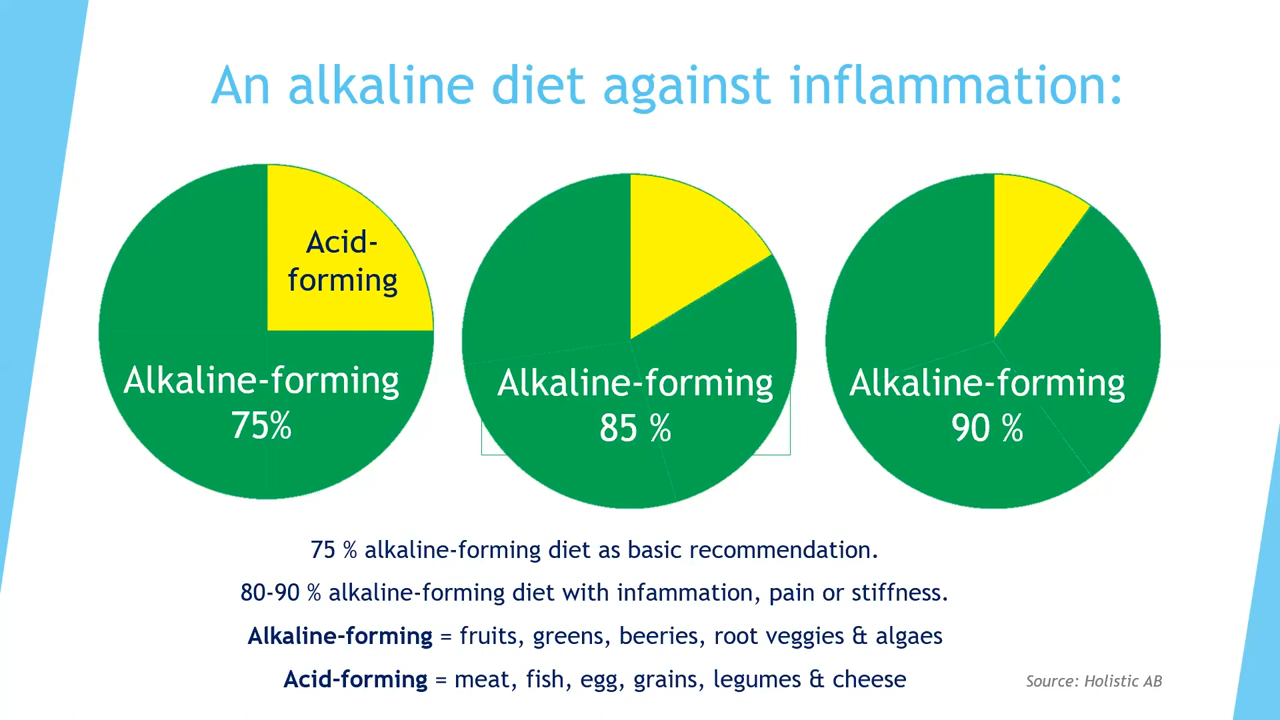 An alkaline diet against inflammation:
Acid-
forming
Alkaline-forming
75%
Alkaline-forming
85 %
Alkaline-forming
90 %
75 % alkaline-forming diet as basic recommendation.
80-90 % alkaline-forming diet with infammation, pain or stiffness.
Alkaline-forming = fruits, greens, beeries, root veggies & algaes
Acid-forming = meat, fish, egg, grains, legumes & cheese
Source: Holistic AB